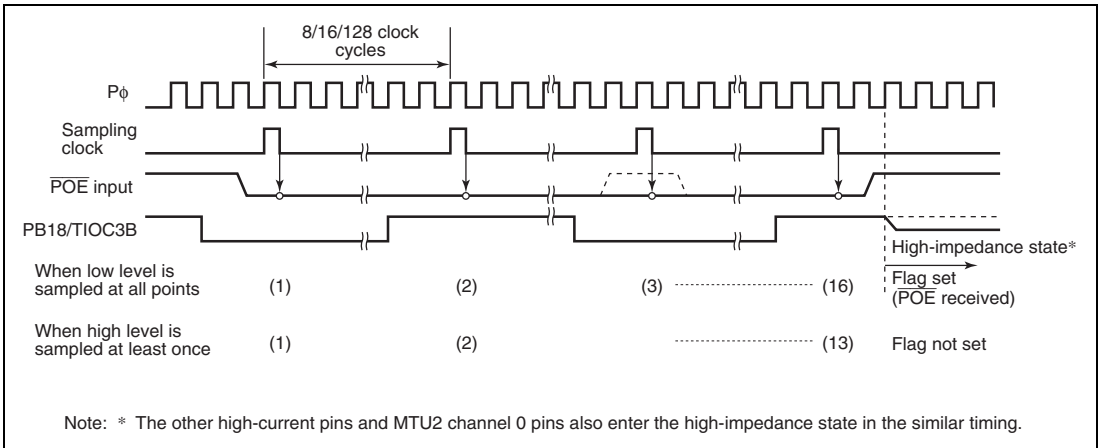 8/16/128 clock
cycles
Pϕ
Sampling
clock
POE input
PB18/TIOC3B
High-impedance state*
When low level is
sampled at all points
(1)
(2)
(3)
(16)
Flag set
(POE received)
When high level is
sampled at least once
(1)
(2)
(13)
Flag not set
Note: * The other high-current pins and MTU2 channel 0 pins also enter the high-impedance state in the similar timing.